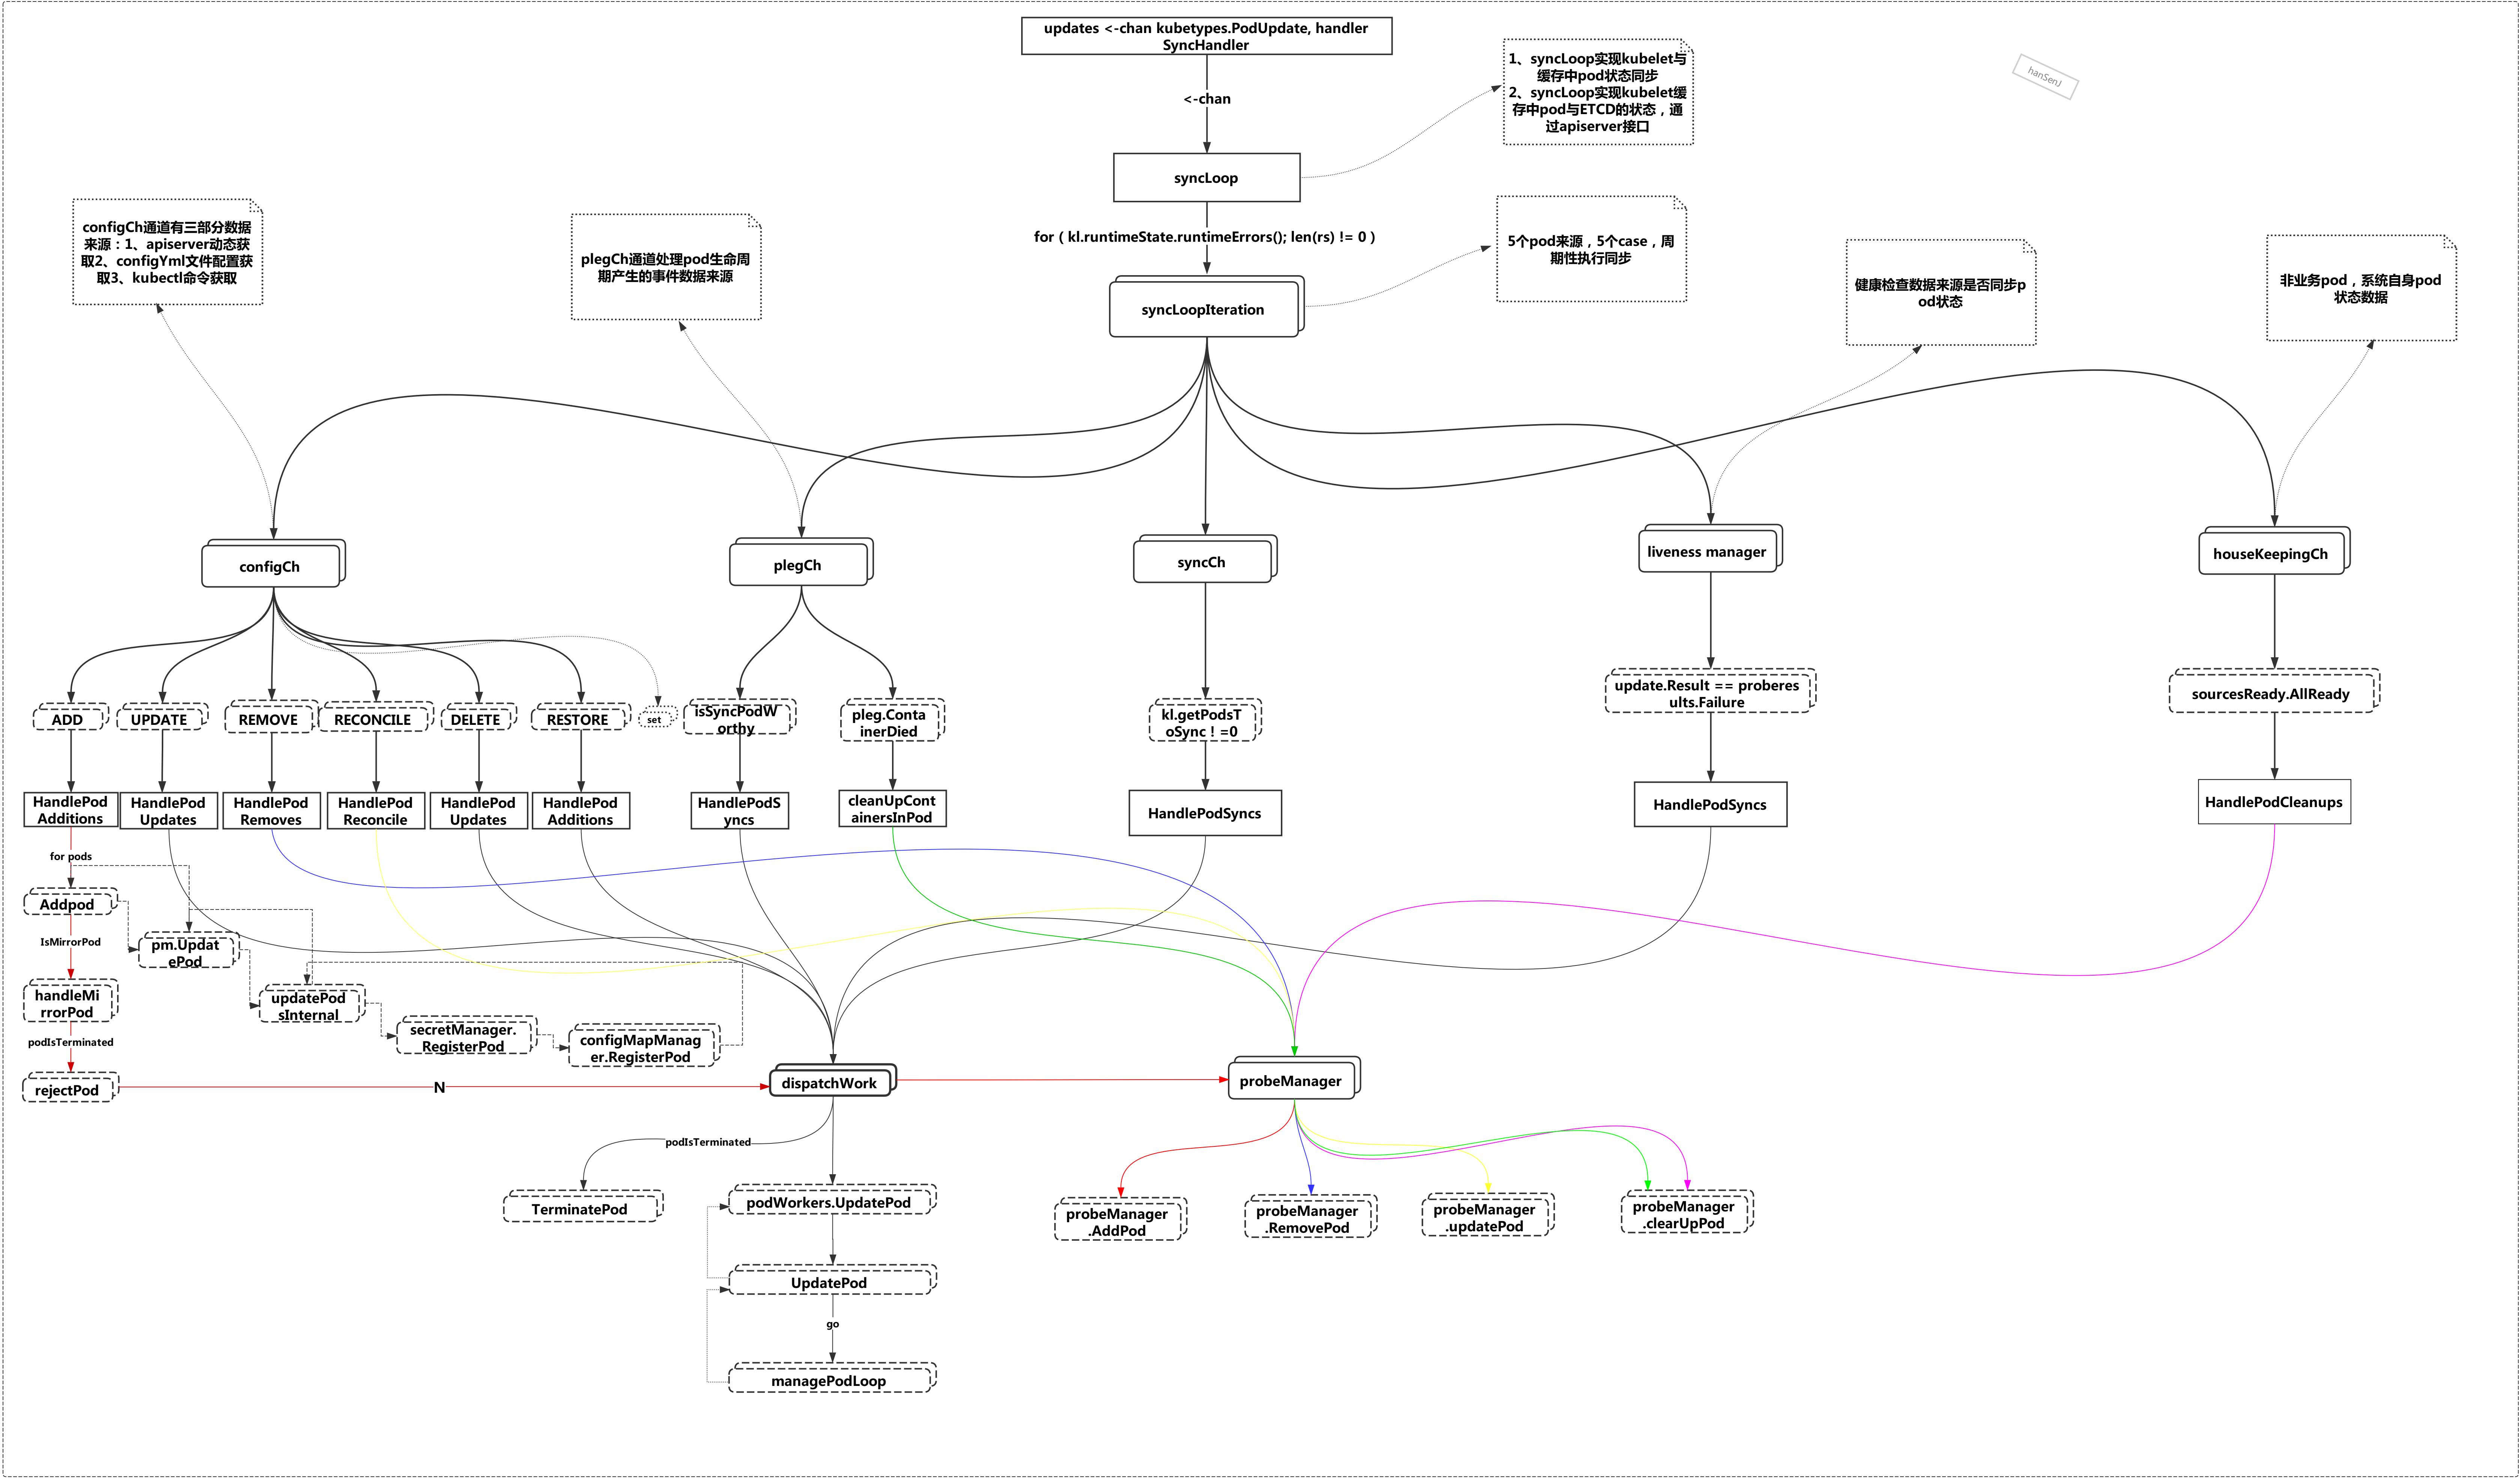 updates <-chan kubetypes.PodUpdate, handler
SyncHandler
1、syncLoop实现kubelet与
缓存中pod状态同步
2、syncLoop实现kubelet缓
存中pod与ETCD的状态，通
过apiserver接口
hanSenJ
<-chan
syncLoop
configCh通道有三部分数据
来源：1、apiserver动态获
取2、configYml文件配置获
取3、kubectl命令获取
plegCh通道处理pod生命周
期产生的事件数据来源
for ( kl.runtimeState.runtimeErrors(); len(rs) != 0 )
5个pod来源，5个case，周
期性执行同步
健康检查数据来源是否同步p
od状态
非业务pod，系统自身pod
状态数据
syncLoopIteration
configCh
plegCh
syncCh
liveness manager
houseKeepingCh
ADD
UPDATE
REMOVE
RECONCILE
DELETE
RESTORE
set
isSyncPodW
orthy
pleg.Conta
inerDied
kl.getPodsT
oSync ! =0
update.Result == proberes
ults.Failure
sourcesReady.AllReady
HandlePod
Additions
HandlePod
Updates
HandlePod
Removes
HandlePod
Reconcile
HandlePod
Updates
HandlePod
Additions
HandlePodS
yncs
cleanUpCont
ainersInPod
HandlePodSyncs
HandlePodSyncs
HandlePodCleanups
for pods
Addpod
IsMirrorPod
pm.Updat
ePod
handleMi
rrorPod
updatePod
sInternal
secretManager.
RegisterPod
configMapManag
er.RegisterPod
podIsTerminated
rejectPod
N
dispatchWork
probeManager
podIsTerminated
TerminatePod
podWorkers.UpdatePod
probeManager
.AddPod
probeManager
.RemovePod
probeManager
.updatePod
probeManager
.clearUpPod
UpdatePod
go
managePodLoop